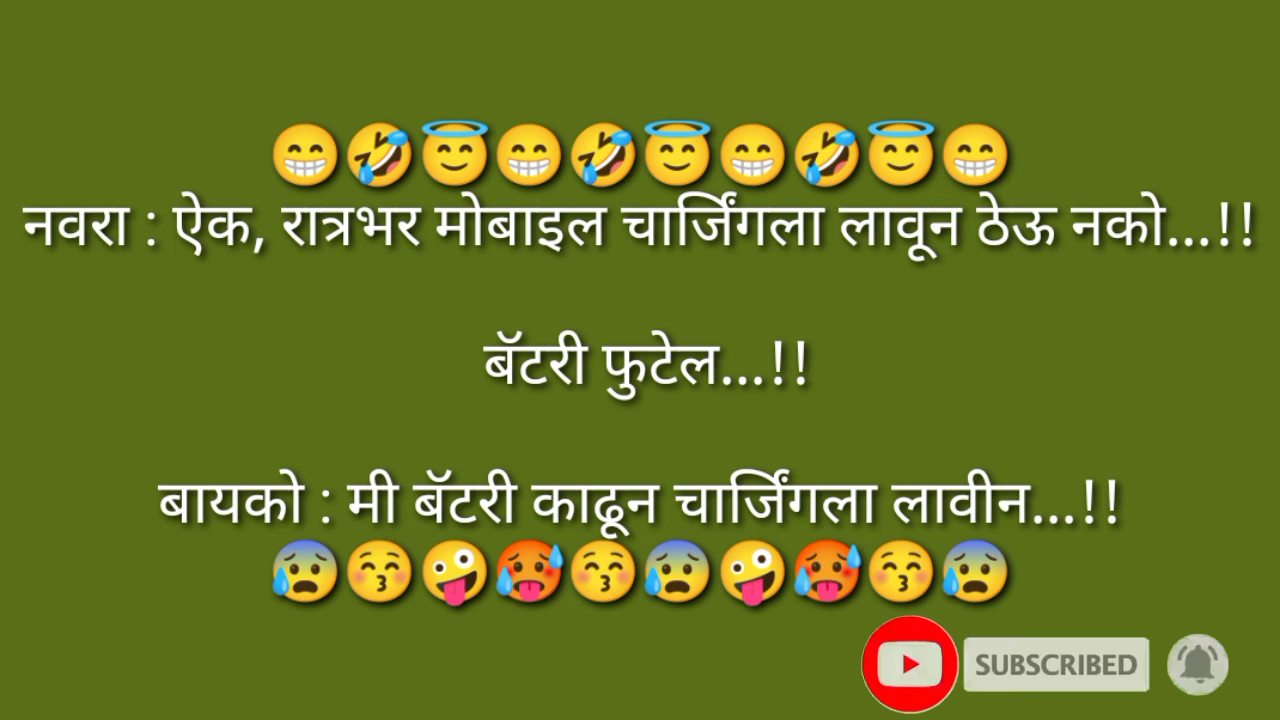 😁🤣😇😁🤣😇😁🤣😇😁
नवरा : ऐक, रात्रभर मोबाइल चार्जिंगला लावून ठेऊ नको...!!
बॅटरी फुटेल...!!
बायको : मी बॅटरी काढून चार्जिंगला लावीन...!!
😰😚🤪🥵😚😰🤪🥵😚😰
SUBSCRIBED